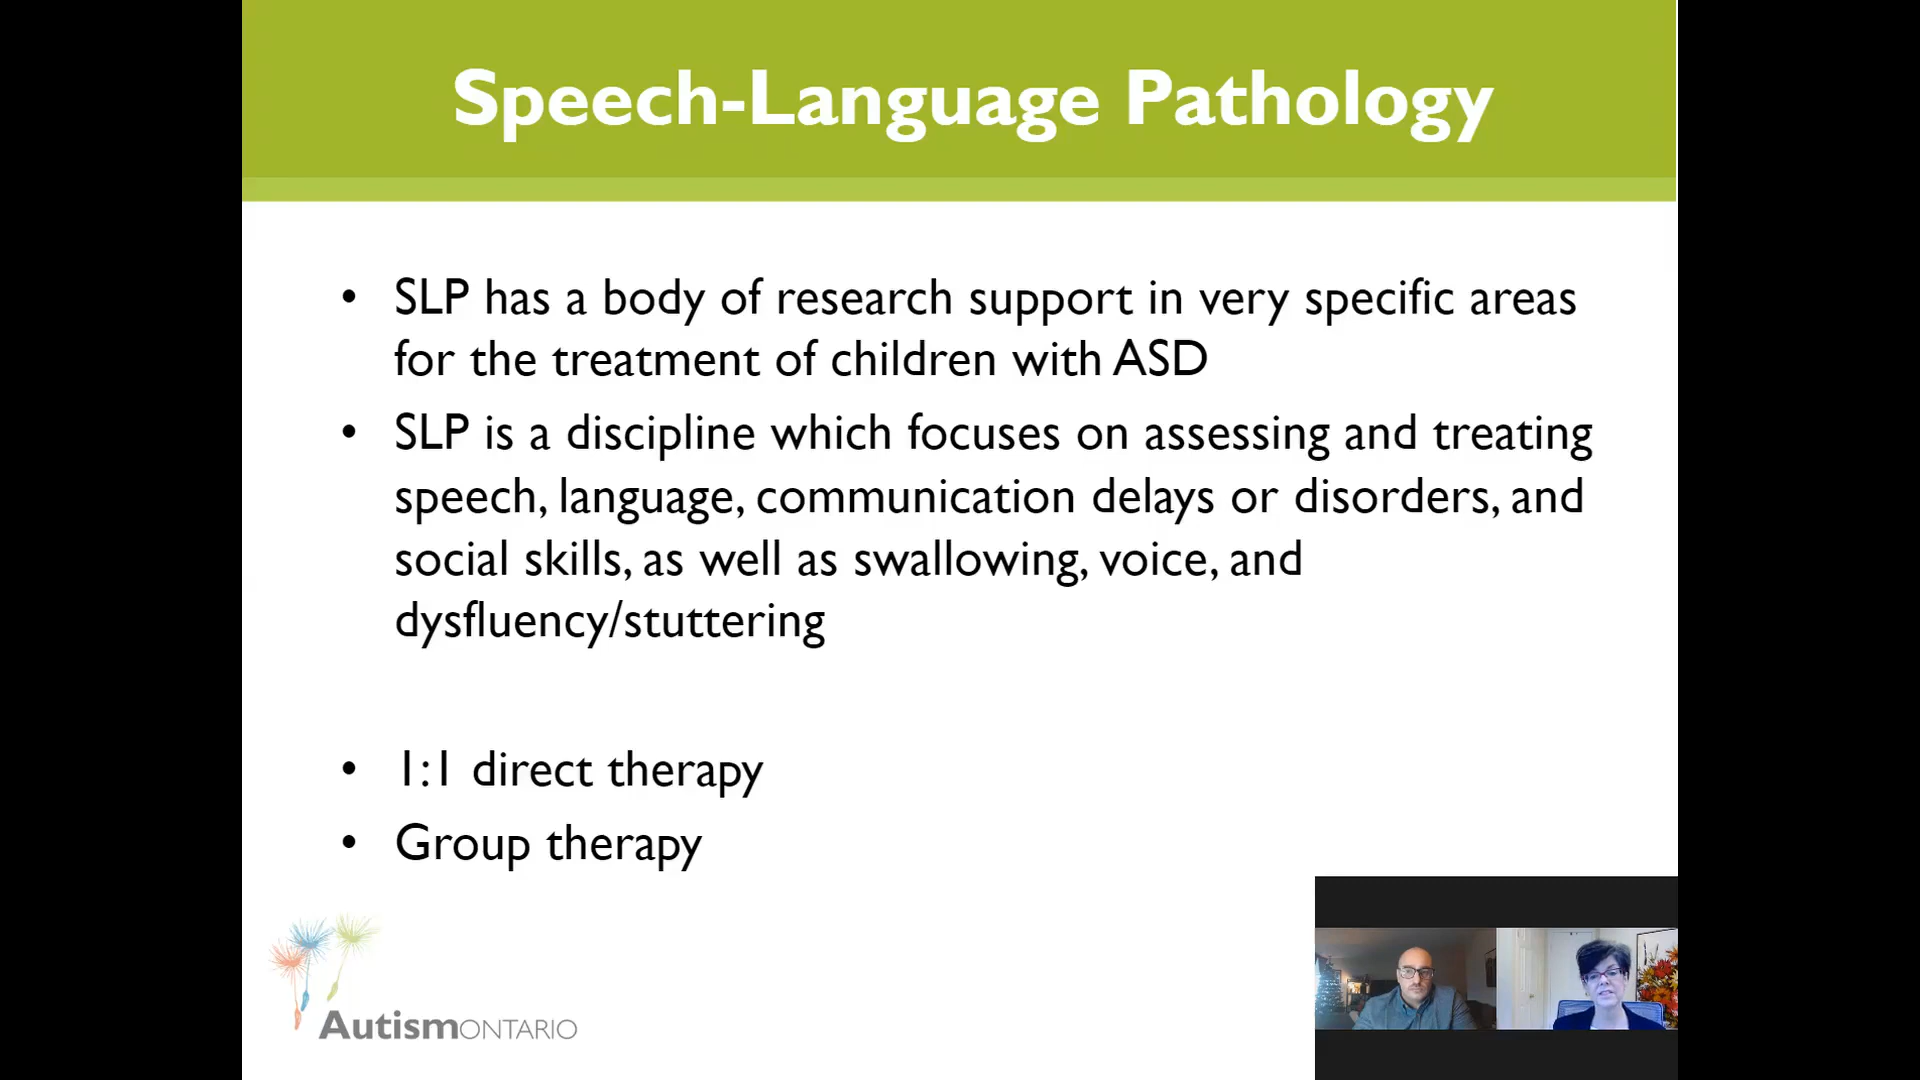 Speech-Language Pathology
• SLP has a body of research support in very specific areas
for the treatment of children with ASD
• SLP is a discipline which focuses on assessing and treating
speech, language, communication delays or disorders, and
social skills, as well as swallowing, voice, and
dysfluency/stuttering
• 1:1 direct therapy
• Group therapy
AutismONTARIO